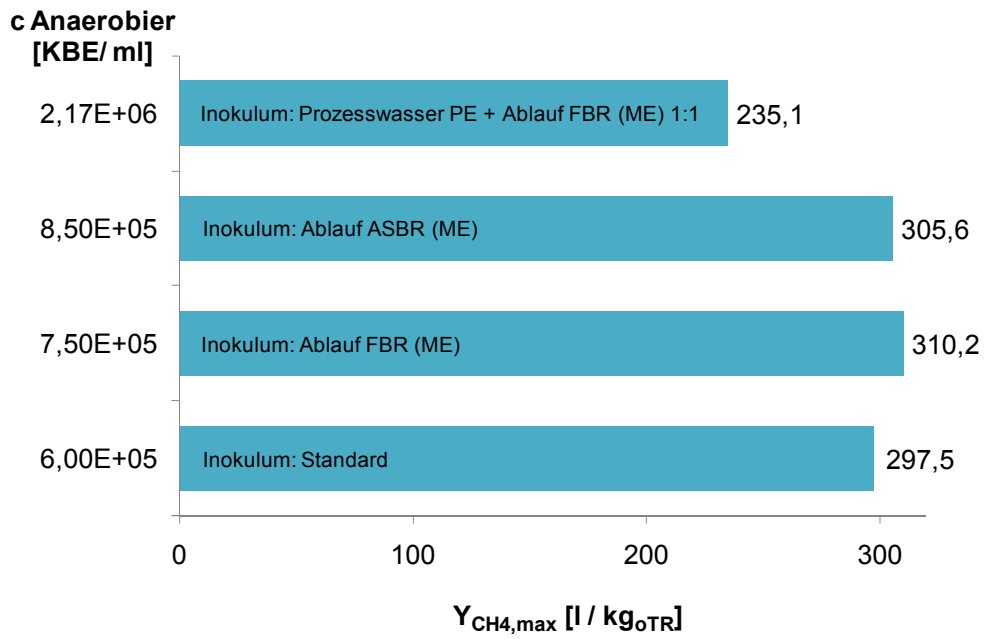 c Anaerobier
[KBE/ ml]
2,17E+06 Inokulum: Prozesswasser PE + Ablauf FBR (ME) 1:1 235,1
8,50E+05 Inokulum: Ablauf ASBR (ME) 305,6
7,50E+05 Inokulum: Ablauf FBR (ME) 310,2
6,00E+05 Inokulum: Standard 297,5
0 100 200 300
Y_CH4,max [l / kg_oTR]